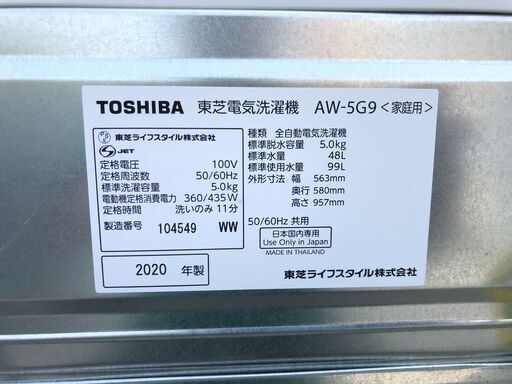 TOSHIBA 東芝電気洗濯機 AW-5G9<家庭用>
東芝ライフスタイル株式会社
JET
定格電圧 100V
定格周波数 50/60Hz
標準洗濯容量 5.0kg
電動機定格消費電力 360/435W
定格時間 洗いのみ 11分
製造番号 104549 WW
2020 年製
種類 全自動電気洗濯機
標準脱水容量 5.0kg
標準水量 48L
標準使用水量 99L
外形寸法 幅 563mm
奥行 580mm
高さ 957mm
50/60Hz 共用
日本国内専用
Use Only in Japan
MADE IN THAILAND
東芝ライフスタイル株式会社